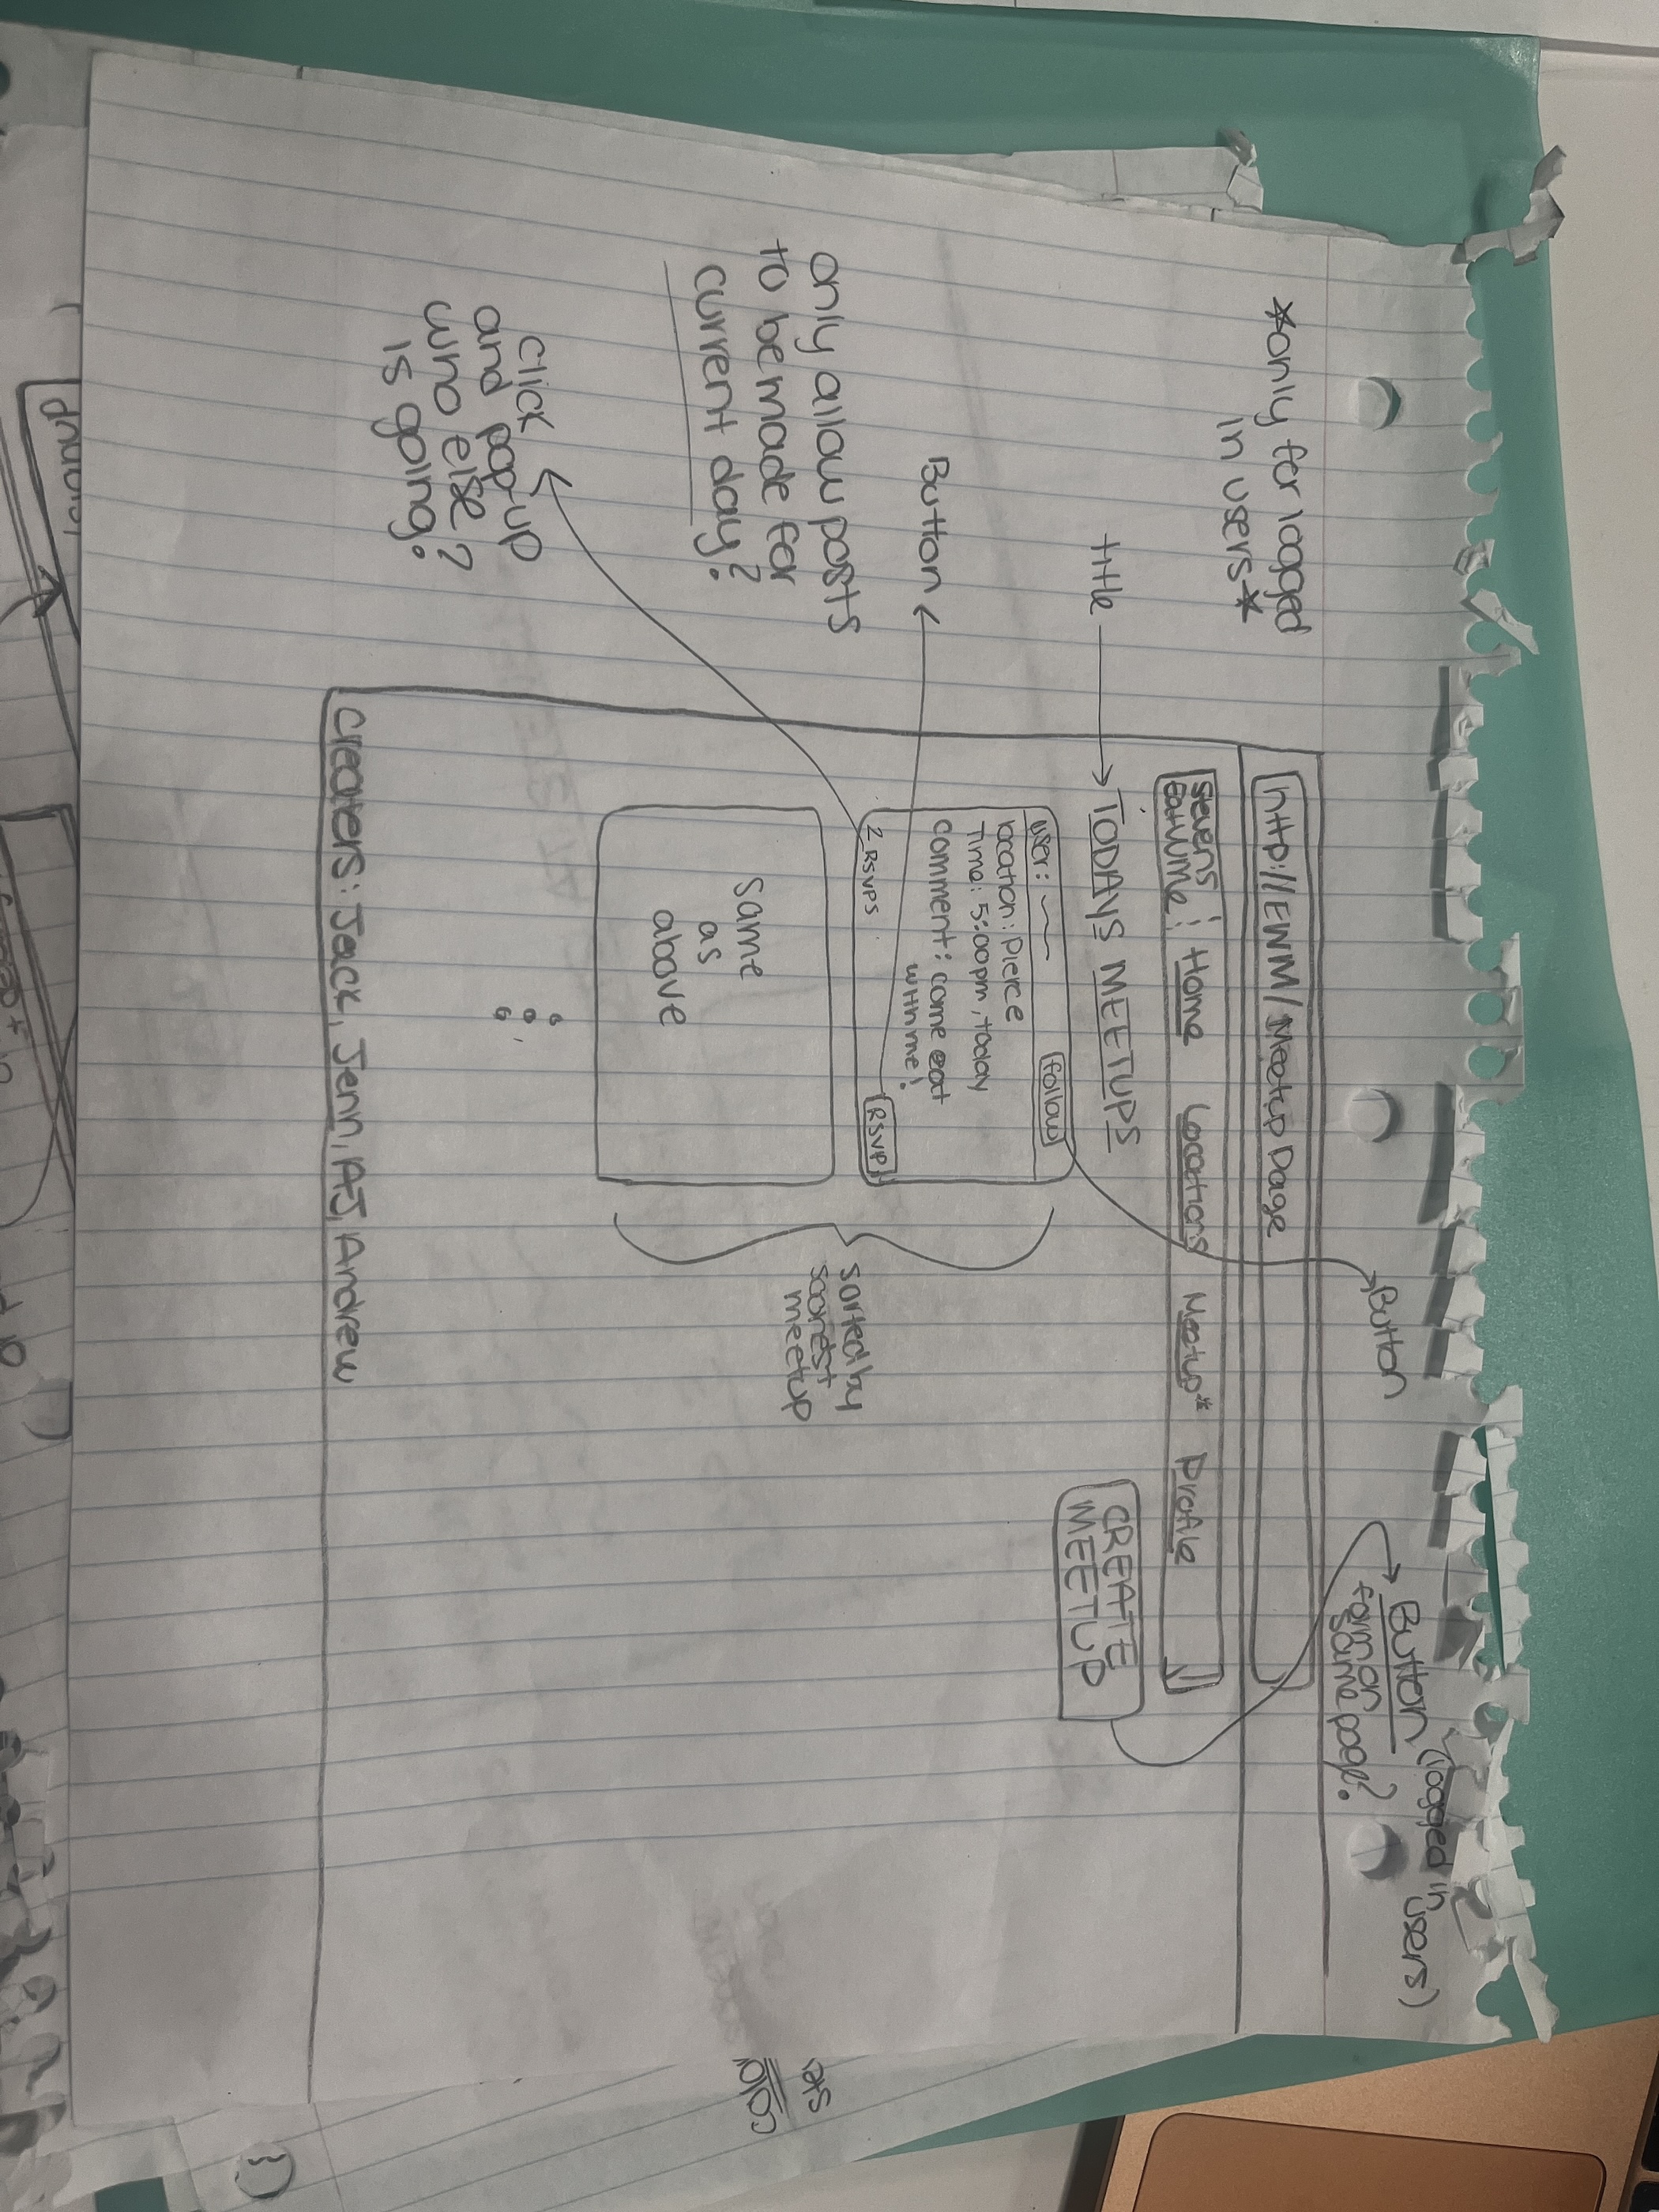 *only for logged
in users*
Button
Button (logged in
users)
form on
same page?
http://EWM/Meetup Page
Stevens
EatWMe
Home Locations Meetup* Profile
title
TODAYS MEETUPS
CREATE
MEETUP
Button
user:
follow
location: Pierce
Time: 5:00pm, today
comment: come eat
with me!
2 RSVPS
RSVP
only allow posts
to be made for
current day?
sorted by
soonest
meetup
same
as
above
click
and pop-up
who else?
is going?
Creaters: Jack, Jenn, AJ, Andrew
color